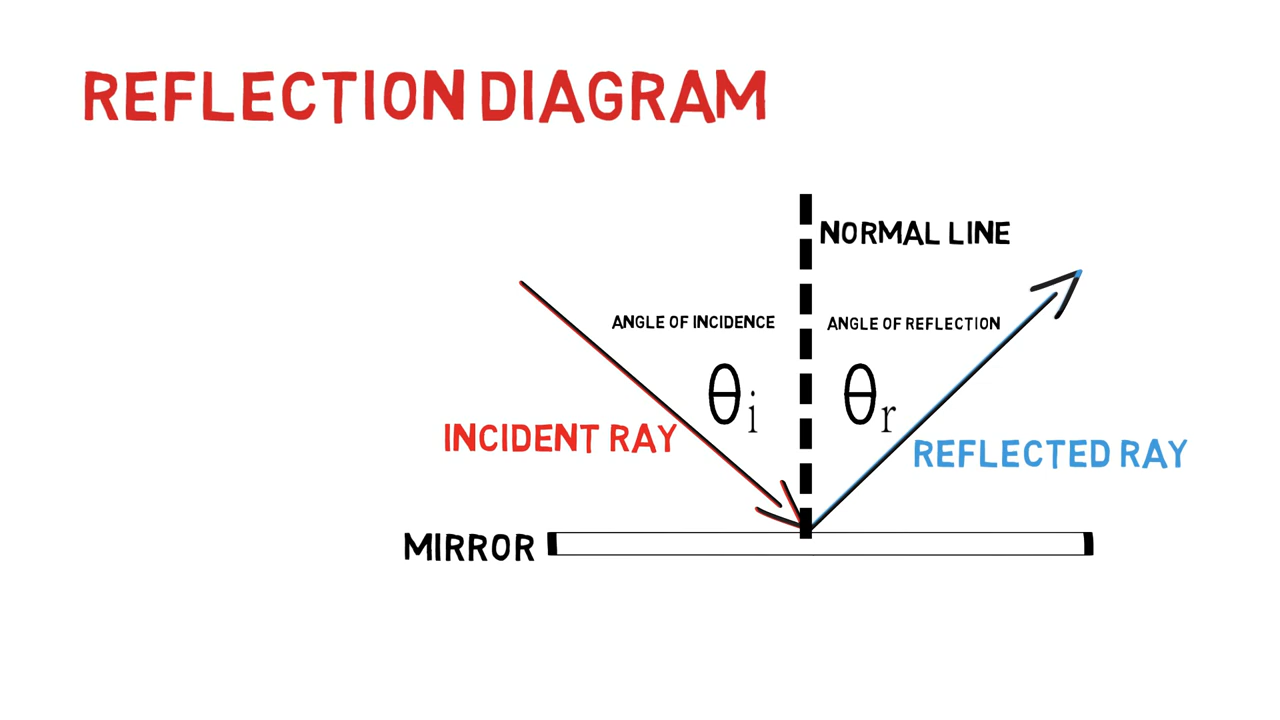 REFLECTION DIAGRAM
NORMAL LINE
ANGLE OF INCIDENCE
ANGLE OF REFLECTION
θi
θr
INCIDENT RAY
REFLECTED RAY
MIRROR